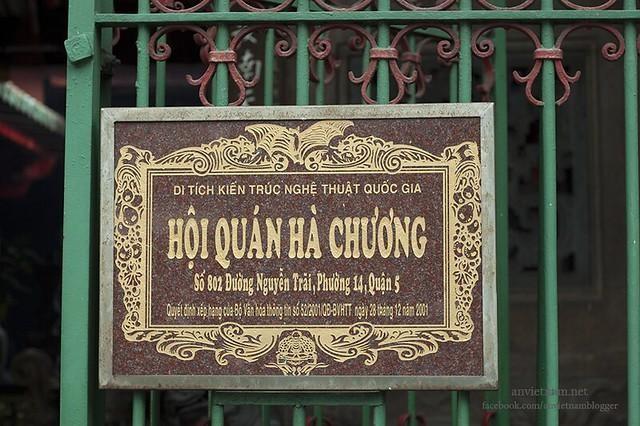 DI TÍCH KIẾN TRÚC NGHỆ THUẬT QUỐC GIA
HỘI QUÁN HÀ CHƯƠNG
Số 802 Đường Nguyễn Trãi, Phường 14, Quận 5
Quyết định xếp hạng của Bộ Văn hóa thông tin số 52/2001/QĐ-BVHTT ngày 28 tháng 12 năm 2001
anvietnam.net
facebook.com/anvietnamblogger